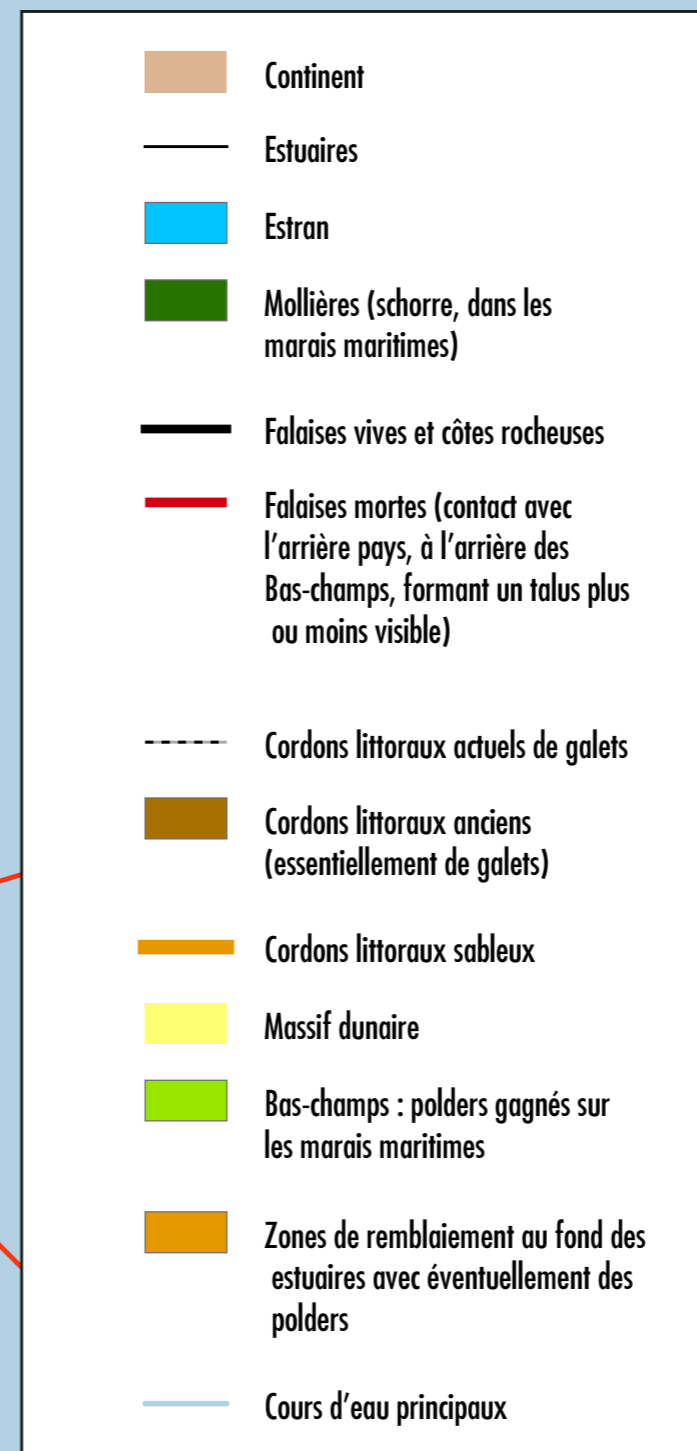 Continent
Estuaires
Estran
Mollières (schorre, dans les
marais maritimes)
Falaises vives et côtes rocheuses
Falaises mortes (contact avec
l'arrière pays, à l'arrière des
Bas-champs, formant un talus plus
ou moins visible)
Cordons littoraux actuels de galets
Cordons littoraux anciens
(essentiellement de galets)
Cordons littoraux sableux
Massif dunaire
Bas-champs : polders gagnés sur
les marais maritimes
Zones de remblaiement au fond des
estuaires avec éventuellement des
polders
Cours d'eau principaux